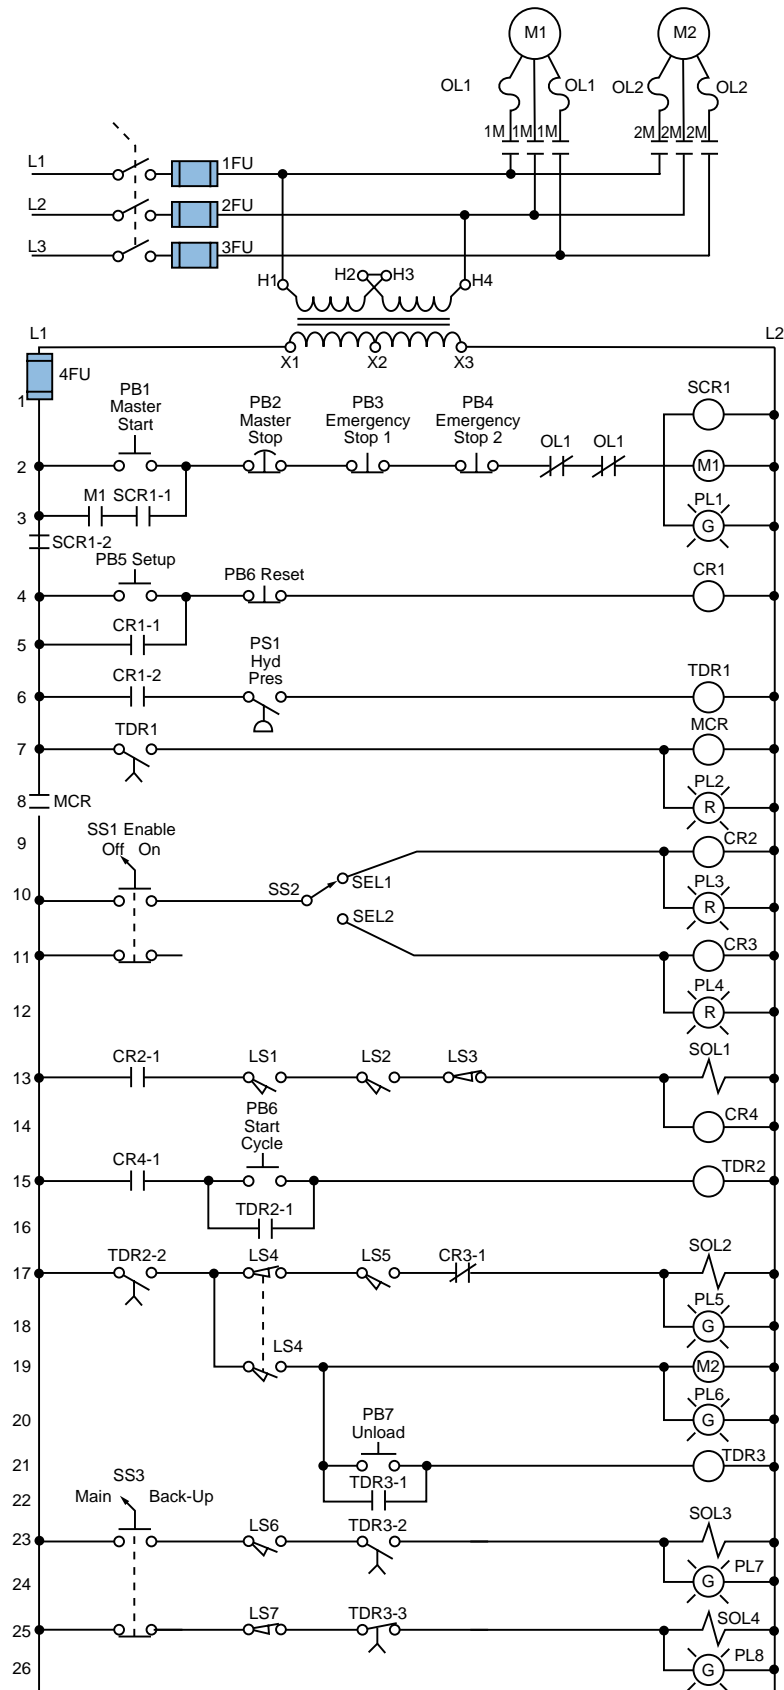 M1 M2
OL1 OL1 OL2 OL2
1M 1M 1M 2M 2M 2M
L1 1FU
L2 2FU
L3 3FU
H1 H2 H3 H4
L1 L2
X1 X2 X3
4FU
1
PB1
Master
Start
PB2
Master
Stop
PB3
Emergency
Stop 1
PB4
Emergency
Stop 2
OL1 OL1
SCR1
2
M1
3
M1 SCR1-1
PL1
G
SCR1-2
PB5 Setup
PB6 Reset
CR1
4
CR1-1
5
CR1-2
PS1
Hyd
Pres
TDR1
6
TDR1
MCR
7
8 MCR
PL2
R
9
SS1 Enable
Off On
CR2
10
SS2
SEL1
SEL2
PL3
R
11
CR3
12
PL4
R
CR2-1 LS1 LS2 LS3 SOL1
13
14
PB6
Start
Cycle
CR4
CR4-1
15
TDR2
TDR2-1
16
TDR2-2 LS4 LS5 CR3-1 SOL2
17
PL5
18
G
LS4
19
M2
PL6
20
G
PB7
Unload
21
TDR3
TDR3-1
22
SS3
Main Back-Up
LS6 TDR3-2 SOL3
23
PL7
24
G
LS7 TDR3-3 SOL4
25
PL8
26
G